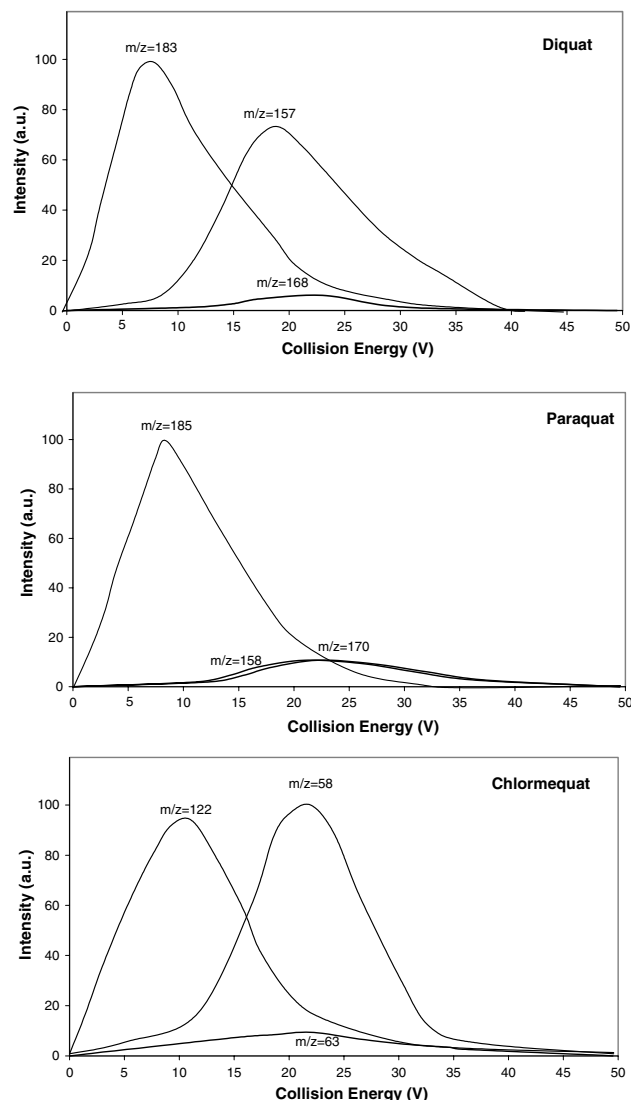 Diquat
m/z=183
m/z=157
m/z=168
Intensity (a.u.)
100
80
60
40
20
0
0 5 10 15 20 25 30 35 40 45 50
Collision Energy (V)
Paraquat
m/z=185
m/z=158
m/z=170
Intensity (a.u.)
100
80
60
40
20
0
0 5 10 15 20 25 30 35 40 45 50
Collision Energy (V)
Chlormequat
m/z=58
m/z=122
m/z=63
Intensity (a.u.)
100
80
60
40
20
0
0 5 10 15 20 25 30 35 40 45 50
Collision Energy (V)